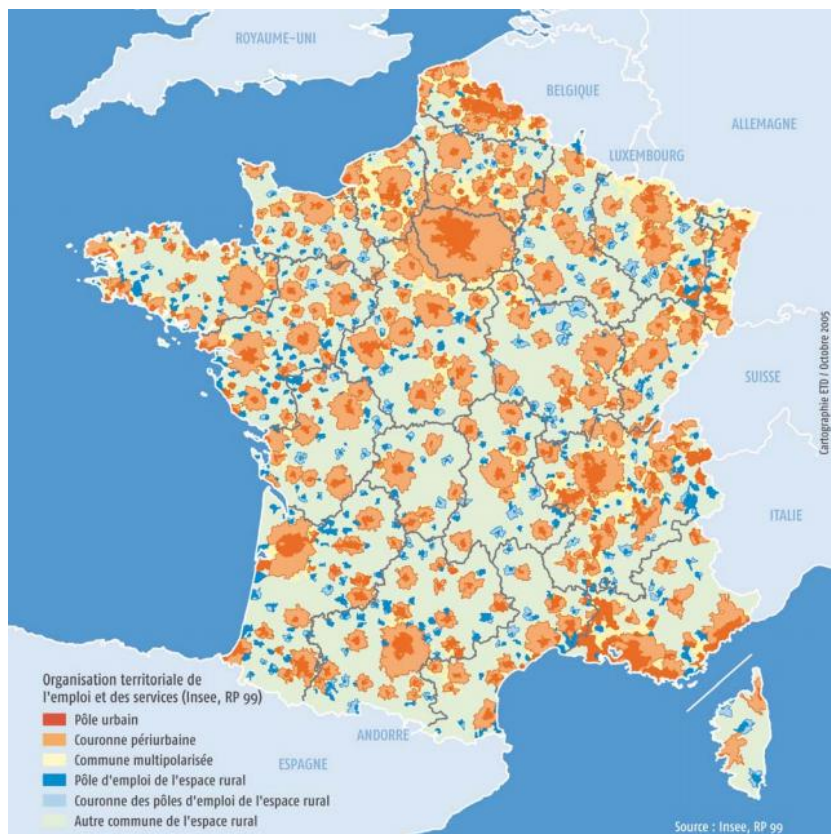 ROYAUME-UNI
BELGIQUE
ALLEMAGNE
LUXEMBOURG
SUISSE
Cartographie ETD / Octobre 2005
ITALIE
Organisation territoriale de
l'emploi et des services (Insee, RP 99)
Pôle urbain
Couronne périurbaine
Commune multipolarisée
Pôle d'emploi de l'espace rural
Couronne des pôles d'emploi de l'espace rural
Autre commune de l'espace rural
ANDORRE
ESPAGNE
Source : Insee, RP 99